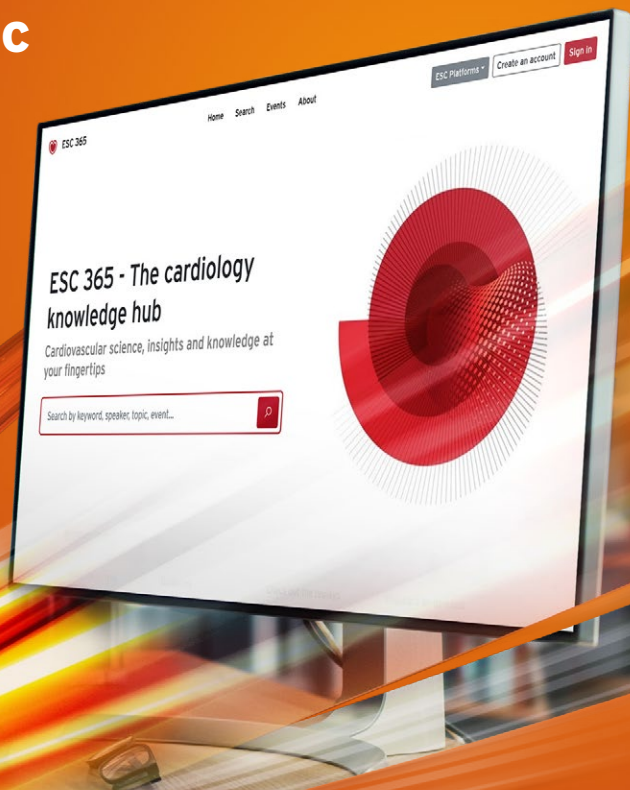 c
ESC Platforms
Create an account
Sign in
ESC 365
Home
Search
Events
About
ESC 365 - The cardiology
knowledge hub
Cardiovascular science, insights and knowledge at
your fingertips
Search by keyword, speaker, topic, event...